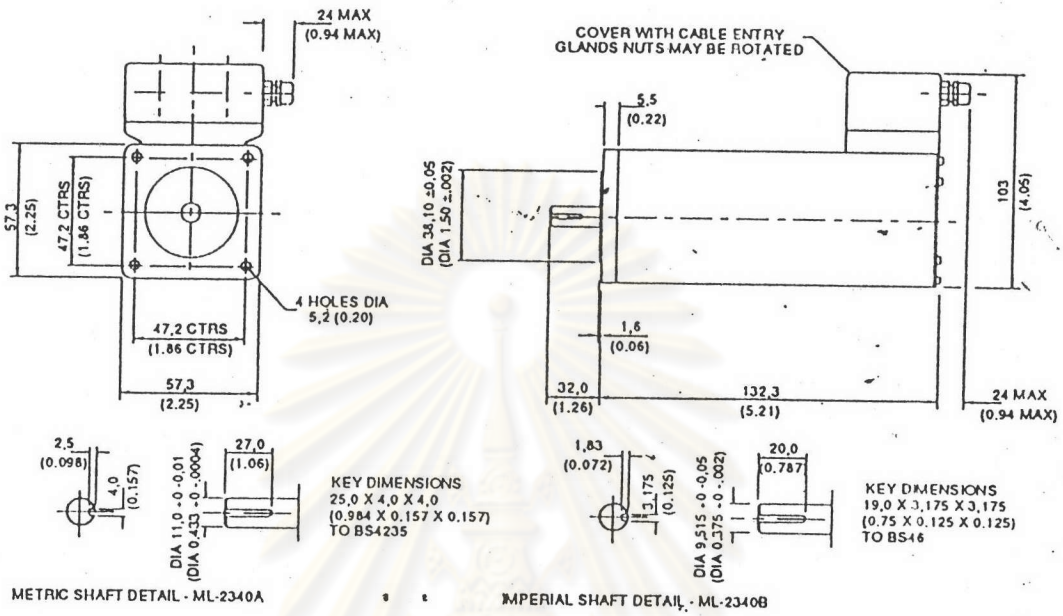 24 MAX
(0.94 MAX)
57,3
(2.25)
47,2 CTRS
(1.86 CTRS)
4 HOLES DIA
5,2 (0.20)
47,2 CTRS
(1.86 CTRS)
57,3
(2.25)
COVER WITH CABLE ENTRY
GLANDS NUTS MAY BE ROTATED
5,5
(0.22)
DIA 38,10 ±0,05
(DIA 1.50 ±.002)
103
(4.05)
1,6
(0.06)
32,0
(1.26)
132,3
(5.21)
24 MAX
(0.94 MAX)
2,5
(0.098)
4,0
(0.157)
DIA 11,0 -0 -0,01
(DIA 0,433 -0 -.0004)
27,0
(1.06)
KEY DIMENSIONS
25,0 X 4,0 X 4,0
(0.984 X 0.157 X 0.157)
TO BS4235
METRIC SHAFT DETAIL - ML-2340A
1,83
(0.072)
3,175
(0.125)
DIA 9,515 -0 -0,05
(DIA 0,375 -0 -.002)
20,0
(0.787)
KEY DIMENSIONS
19,0 X 3,175 X 3,175
(0.75 X 0.125 X 0.125)
TO BS46
IMPERIAL SHAFT DETAIL - ML-2340B